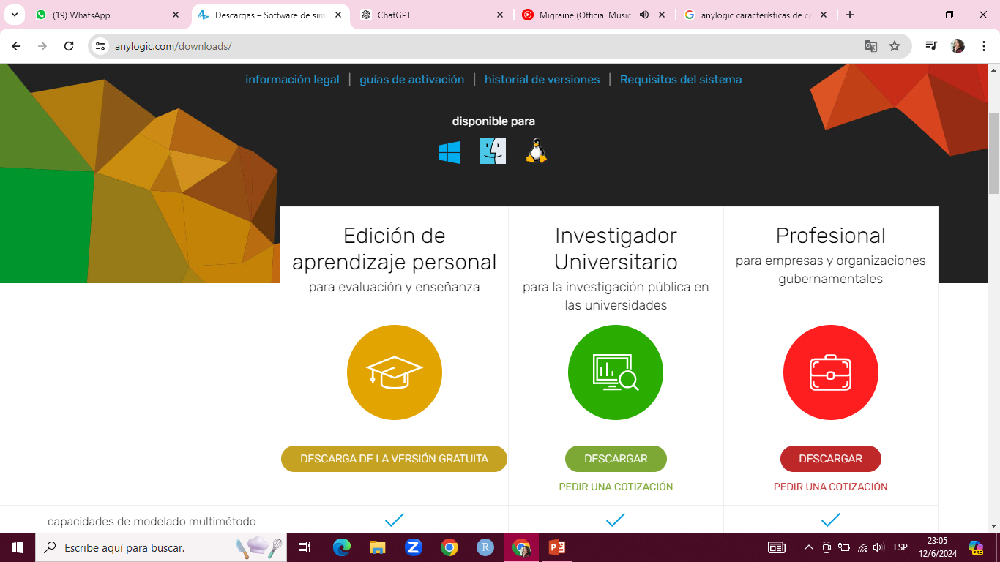 (19) WhatsApp
Descargas – Software de sim
ChatGPT
Migraine (Official Music
anylogic características de ca
anylogic.com/downloads/
información legal | guías de activación | historial de versiones | Requisitos del sistema
disponible para
Edición de
aprendizaje personal
para evaluación y enseñanza
DESCARGA DE LA VERSIÓN GRATUITA
Investigador
Universitario
para la investigación pública en
las universidades
DESCARGAR
PEDIR UNA COTIZACIÓN
Profesional
para empresas y organizaciones
gubernamentales
DESCARGAR
PEDIR UNA COTIZACIÓN
capacidades de modelado multimétodo
Escribe aquí para buscar.
R
ESP
23:05
12/6/2024
PRE